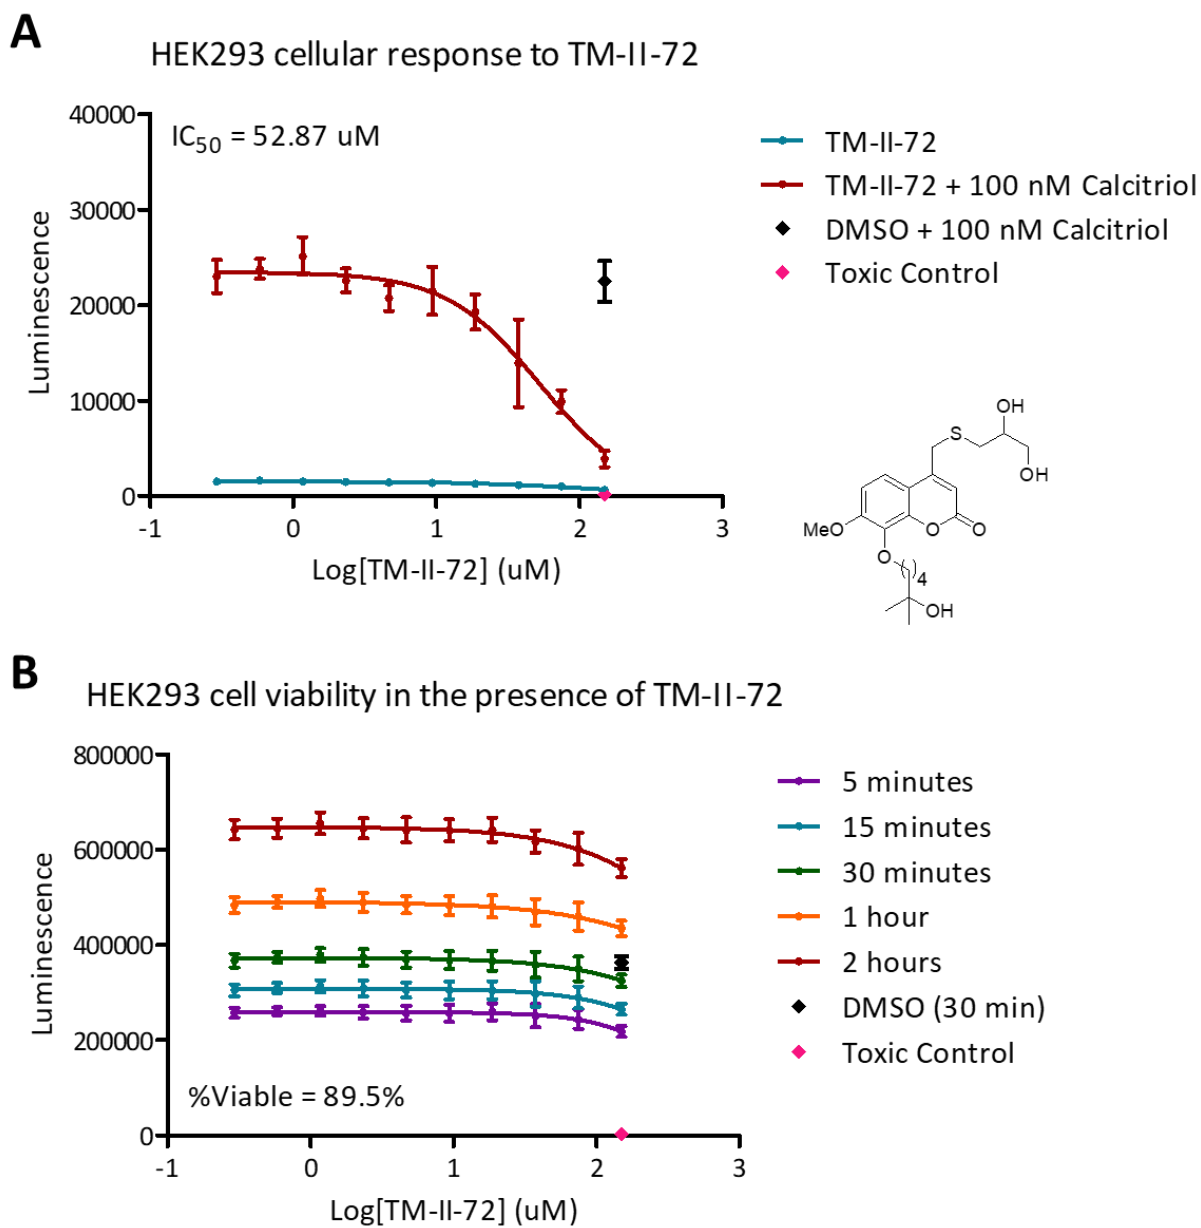 A
HEK293 cellular response to TM-II-72
IC50 = 52.87 uM
40000
30000
20000
10000
0
Luminescence
-1 0 1 2 3
Log[TM-II-72] (uM)
TM-II-72
TM-II-72 + 100 nM Calcitriol
DMSO + 100 nM Calcitriol
Toxic Control
OH
S
OH
MeO
O
O
O
4
OH
B
HEK293 cell viability in the presence of TM-II-72
800000
600000
400000
200000
0
Luminescence
%Viable = 89.5%
-1 0 1 2 3
Log[TM-II-72] (uM)
5 minutes
15 minutes
30 minutes
1 hour
2 hours
DMSO (30 min)
Toxic Control